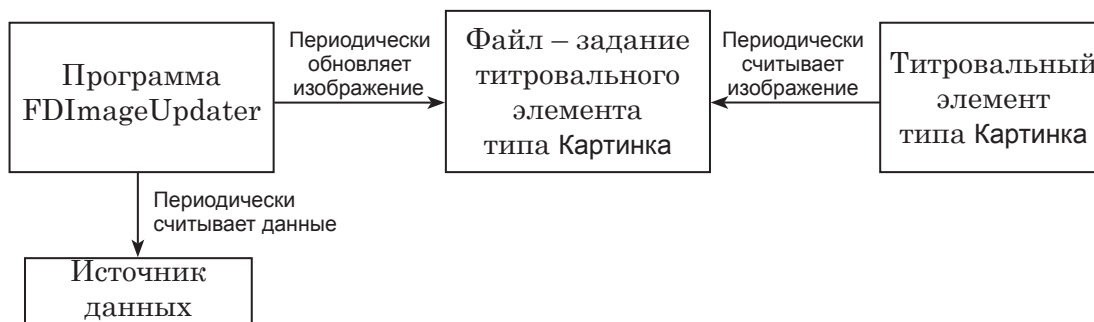 Программа
FDImageUpdater
Периодически
обновляет
изображение
Файл – задание
титровального
элемента
типа Картинка
Периодически
считывает
изображение
Титровальный
элемент
типа Картинка
Периодически
считывает данные
Источник
данных